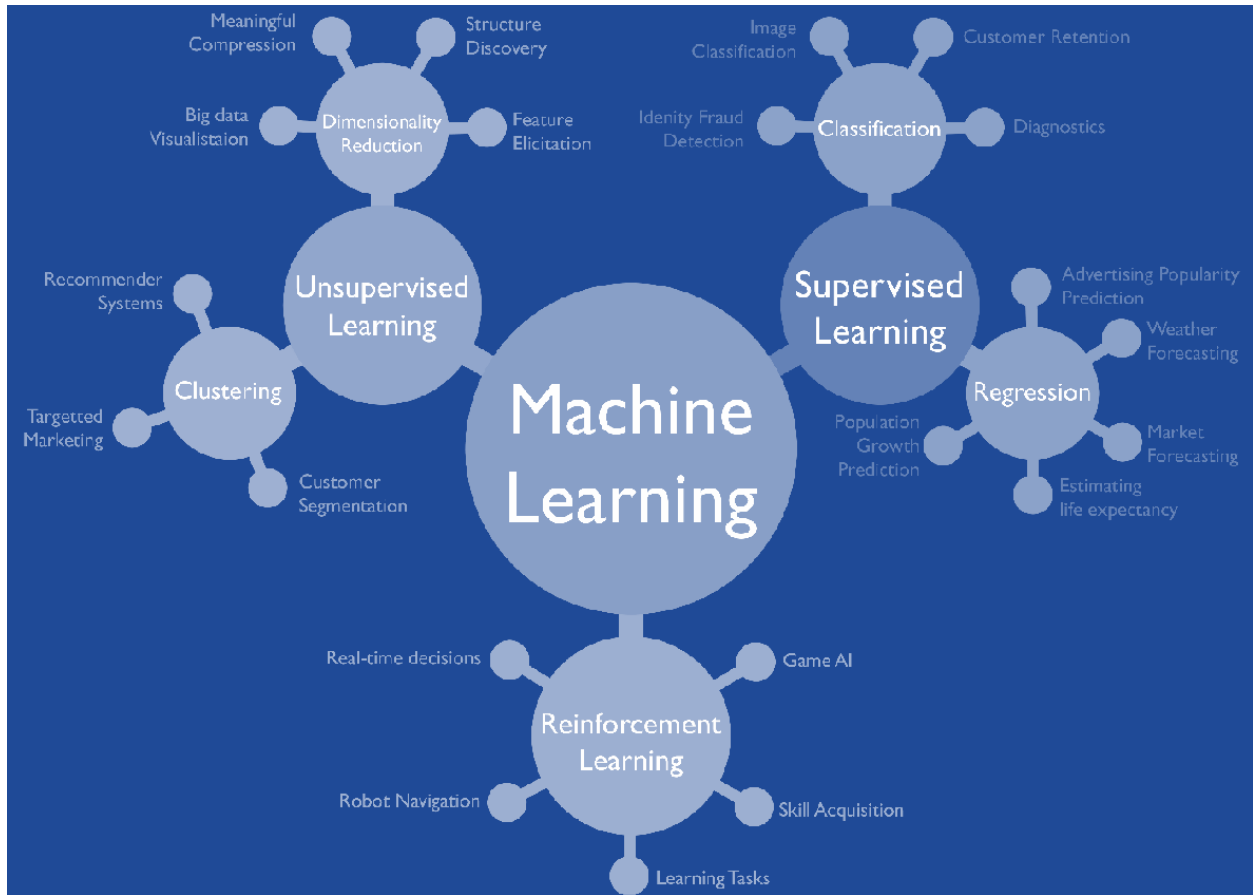 Meaningful
Compression
Structure
Discovery
Big data
Visualistaion
Dimensionality
Reduction
Feature
Elicitation
Image
Classification
Customer Retention
Idenity Fraud
Detection
Classification
Diagnostics
Recommender
Systems
Unsupervised
Learning
Clustering
Targetted
Marketing
Customer
Segmentation
Supervised
Learning
Advertising Popularity
Prediction
Weather
Forecasting
Regression
Population
Growth
Prediction
Market
Forecasting
Estimating
life expectancy
Machine
Learning
Real-time decisions
Game AI
Reinforcement
Learning
Robot Navigation
Skill Acquisition
Learning Tasks